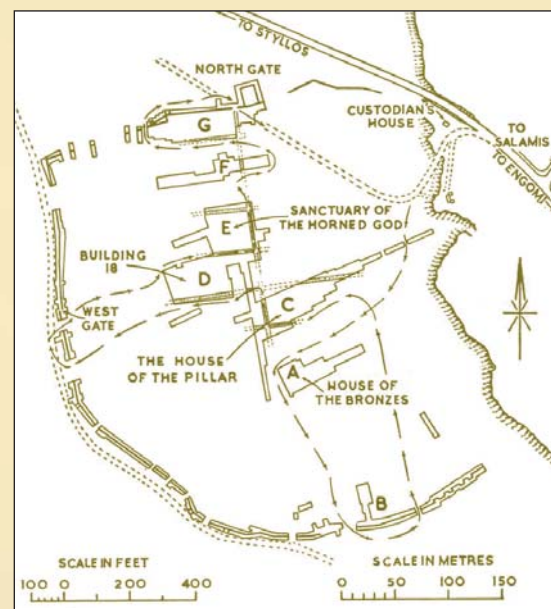 TO STYLLOS
NORTH GATE
CUSTODIAN'S
HOUSE
TO
SALAMIS
TO ENGOMI
G
F
SANCTUARY OF
THE HORNED GOD
E
BUILDING
18
D
WEST
GATE
C
THE HOUSE
OF THE PILLAR
A
HOUSE OF
THE BRONZES
B
SCALE IN FEET
SCALE IN METRES
100 0 200 400
0 50 100 150